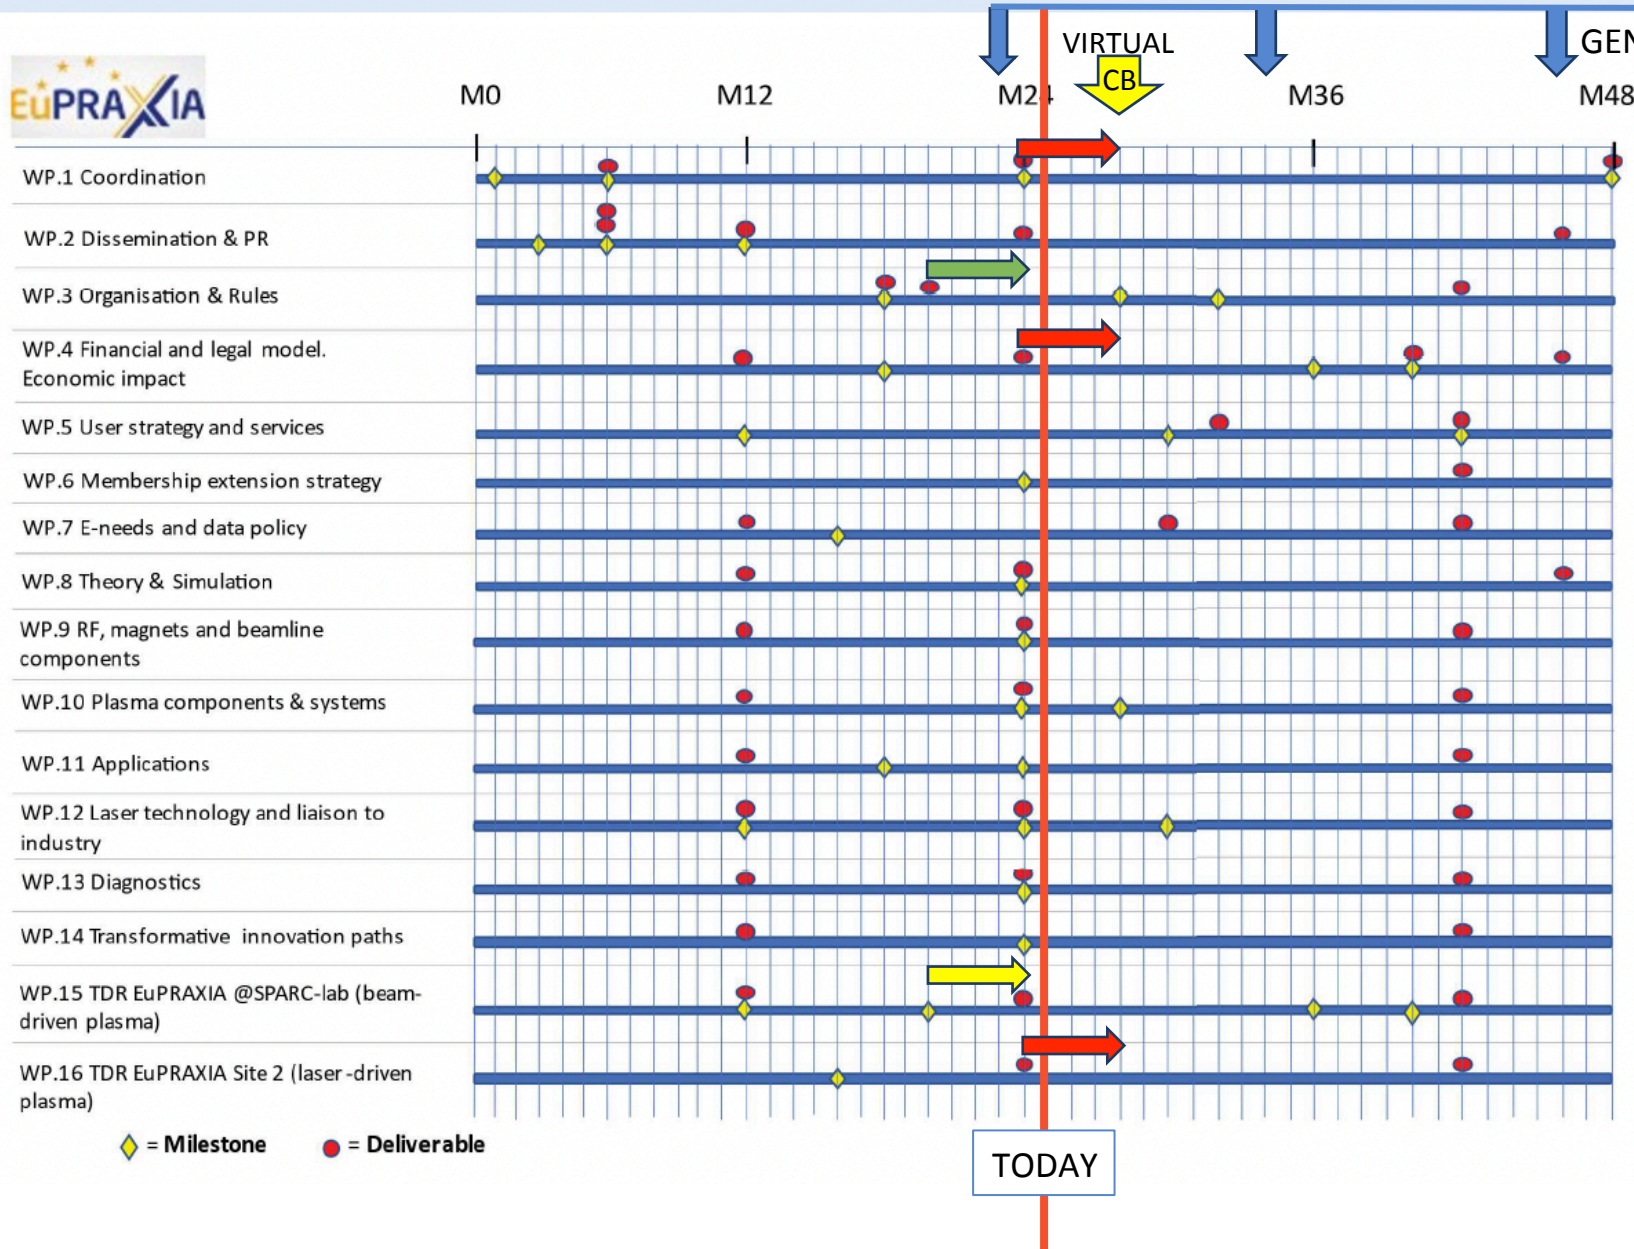 VIRTUAL
CB
GEN
EuPRAXIA
M0
M12
M24
M36
M48
WP.1 Coordination
WP.2 Dissemination & PR
WP.3 Organisation & Rules
WP.4 Financial and legal model.
Economic impact
WP.5 User strategy and services
WP.6 Membership extension strategy
WP.7 E-needs and data policy
WP.8 Theory & Simulation
WP.9 RF, magnets and beamline
components
WP.10 Plasma components & systems
WP.11 Applications
WP.12 Laser technology and liaison to
industry
WP.13 Diagnostics
WP.14 Transformative innovation paths
WP.15 TDR EuPRAXIA @SPARC-lab (beam-
driven plasma)
WP.16 TDR EuPRAXIA Site 2 (laser-driven
plasma)
= Milestone
= Deliverable
TODAY